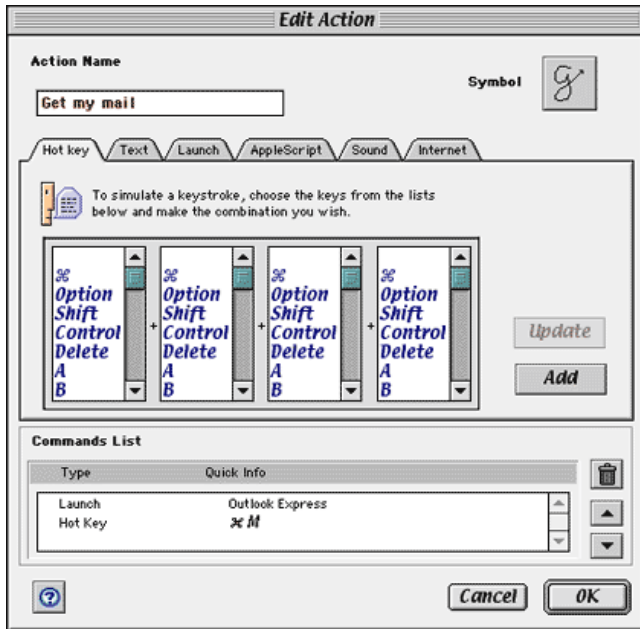 Edit Action
Action Name
Symbol
Get my mail
Hot key Text Launch AppleScript Sound Internet
To simulate a keystroke, choose the keys from the lists
below and make the combination you wish.
⌘ ⌘ ⌘ ⌘
Option Option Option Option
Shift + Shift + Shift + Shift
Control Control Control Control
Delete Delete Delete Delete
A A A A
B B B B
Update
Add
Commands List
Type Quick Info
Launch Outlook Express
Hot Key ⌘ M
? Cancel OK